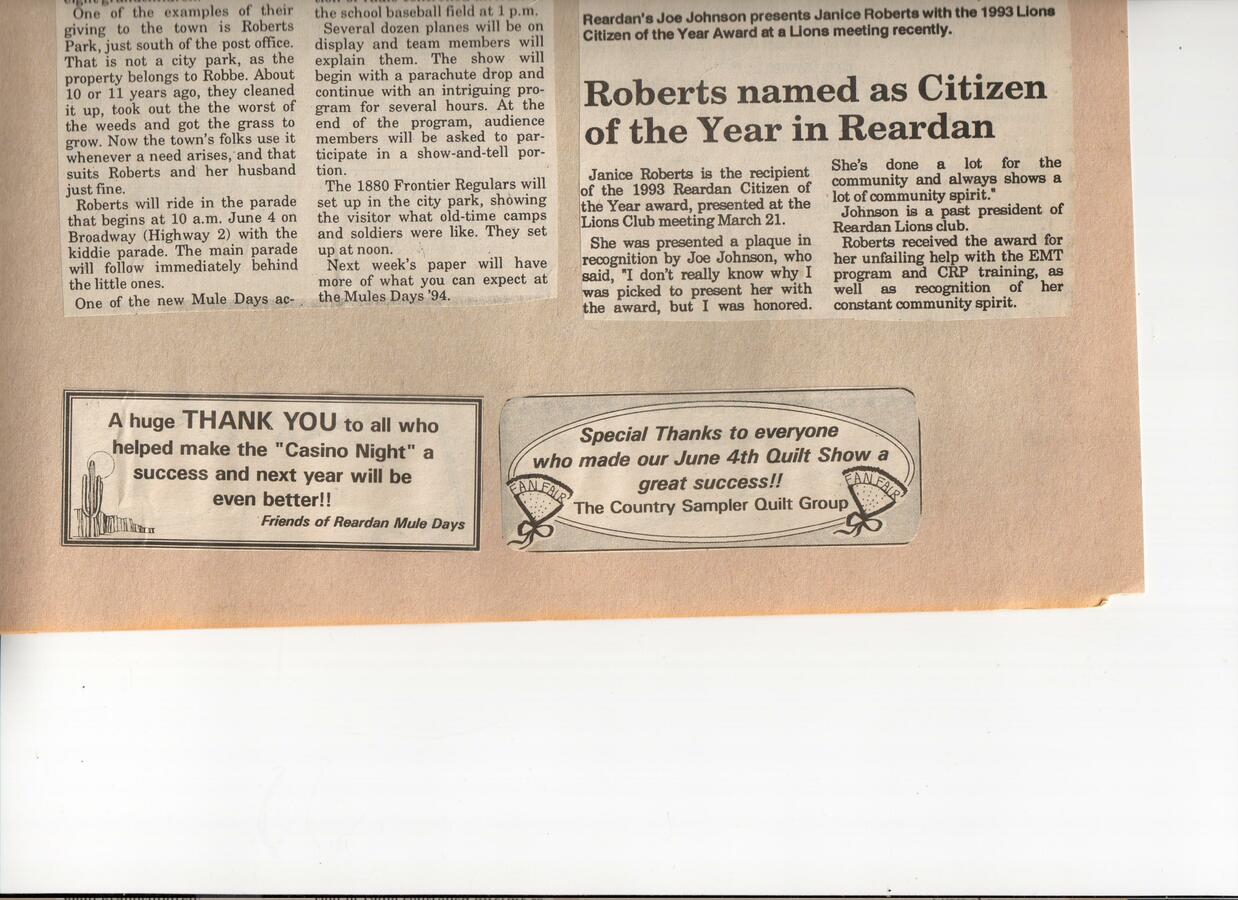 One of the examples of their
giving to the town is Roberts
Park, just south of the post office.
That is not a city park, as the
property belongs to Robbe. About
10 or 11 years ago, they cleaned
it up, took out the the worst of
the weeds and got the grass to
grow. Now the town's folks use it
whenever a need arises, and that
suits Roberts and her husband
just fine.
Roberts will ride in the parade
that begins at 10 a.m. June 4 on
Broadway (Highway 2) with the
kiddie parade. The main parade
will follow immediately behind
the little ones.
One of the new Mule Days ac-
the school baseball field at 1 p.m.
Several dozen planes will be on
display and team members will
explain them. The show will
begin with a parachute drop and
continue with an intriguing pro-
gram for several hours. At the
end of the program, audience
members will be asked to par-
ticipate in a show-and-tell por-
tion.
The 1880 Frontier Regulars will
set up in the city park, showing
the visitor what old-time camps
and soldiers were like. They set
up at noon.
Next week's paper will have
more of what you can expect at
the Mules Days '94.
Reardan's Joe Johnson presents Janice Roberts with the 1993 Lions
Citizen of the Year Award at a Lions meeting recently.
Roberts named as Citizen
of the Year in Reardan
Janice Roberts is the recipient
of the 1993 Reardan Citizen of
the Year award, presented at the
Lions Club meeting March 21.
She was presented a plaque in
recognition by Joe Johnson, who
said, "I don't really know why I
was picked to present her with
the award, but I was honored.
She's done a lot for the
community and always shows a
lot of community spirit."
Johnson is a past president of
Reardan Lions club.
Roberts received the award for
her unfailing help with the EMT
program and CRP training, as
well as recognition of her
constant community spirit.
A huge THANK YOU to all who
helped make the "Casino Night" a
success and next year will be
even better!!
Friends of Reardan Mule Days
Special Thanks to everyone
who made our June 4th Quilt Show a
great success!!
The Country Sampler Quilt Group
FAN FAIR
FAN FAIR